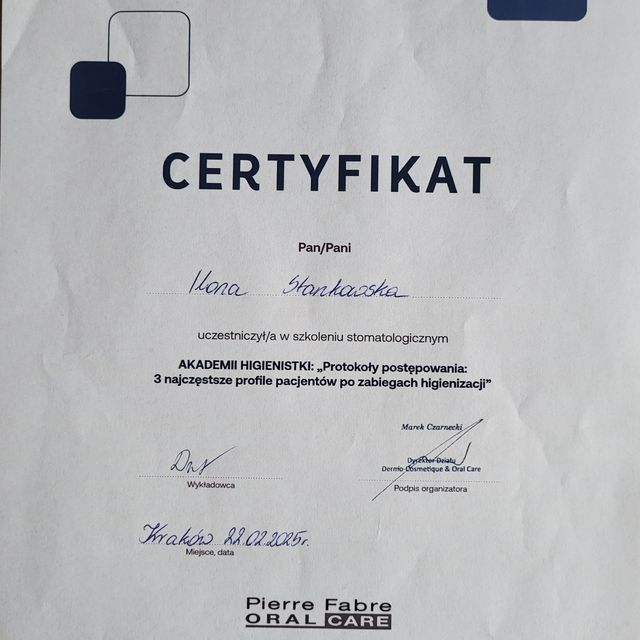 CERTYFIKAT
Pan/Pani
Ilona Stankowska
uczestniczył/a w szkoleniu stomatologicznym
AKADEMII HIGIENISTKI: „Protokoły postępowania:
3 najczęstsze profile pacjentów po zabiegach higienizacji”
Marek Czarnecki
Dyrektor Działu
Dermo-Cosmetique & Oral Care
Wykładowca
Podpis organizatora
Kraków 22.02.2025r.
Miejsce, data
Pierre Fabre
ORAL CARE